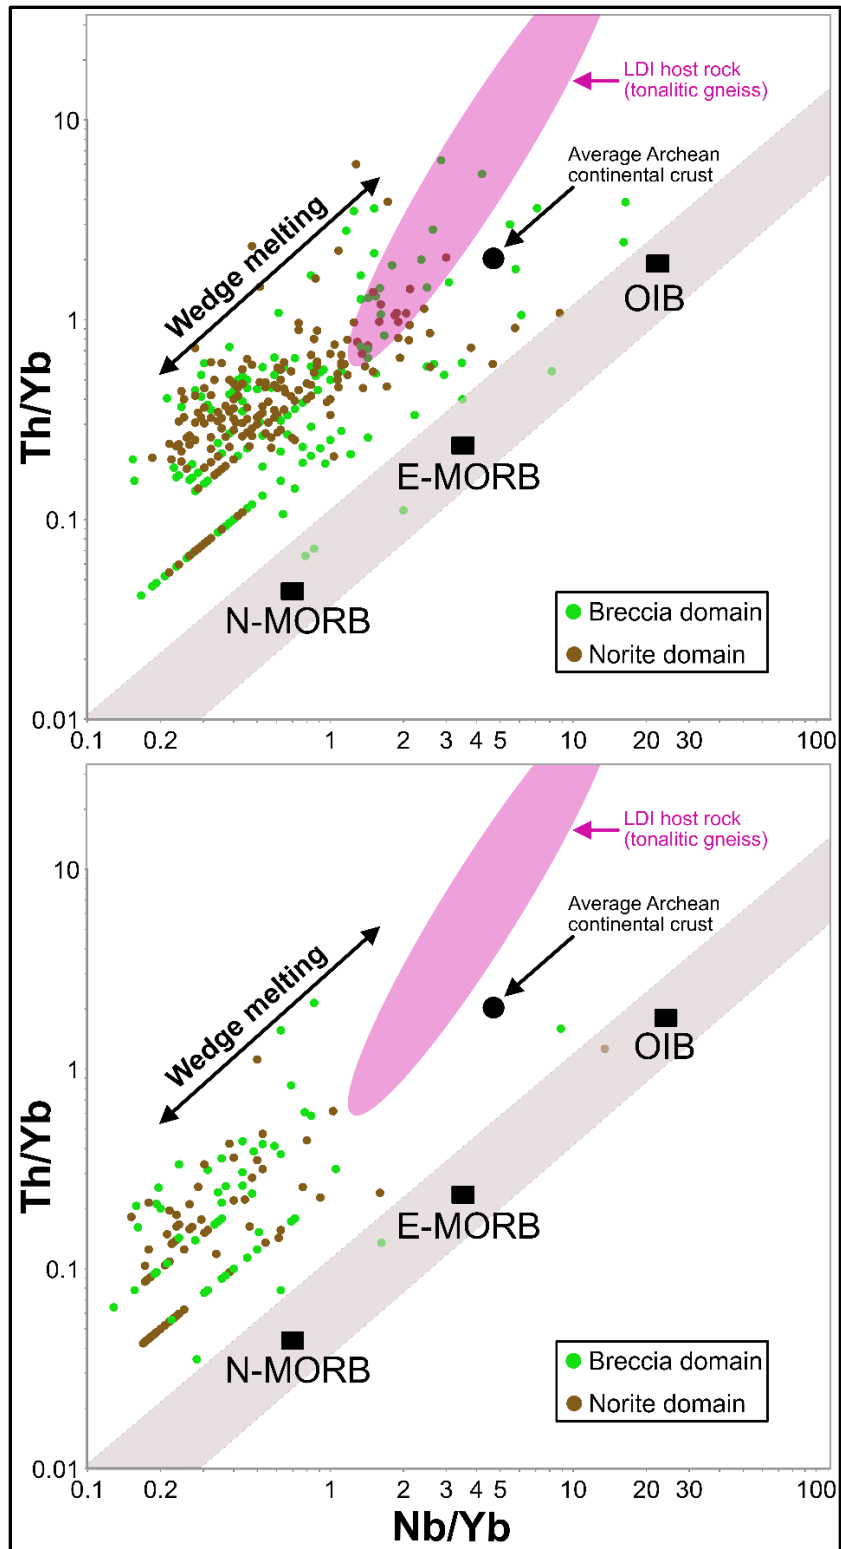 LDI host rock
(tonalitic gneiss)
10
Average Archean
continental crust
Wedge melting
OIB
1
Th/Yb
E-MORB
0.1
N-MORB
Breccia domain
Norite domain
0.01
0.1 0.2 1 2 3 4 5 10 20 30 100
LDI host rock
(tonalitic gneiss)
10
Average Archean
continental crust
Wedge melting
OIB
1
Th/Yb
E-MORB
0.1
N-MORB
Breccia domain
Norite domain
0.01
0.1 0.2 1 2 3 4 5 10 20 30 100
Nb/Yb